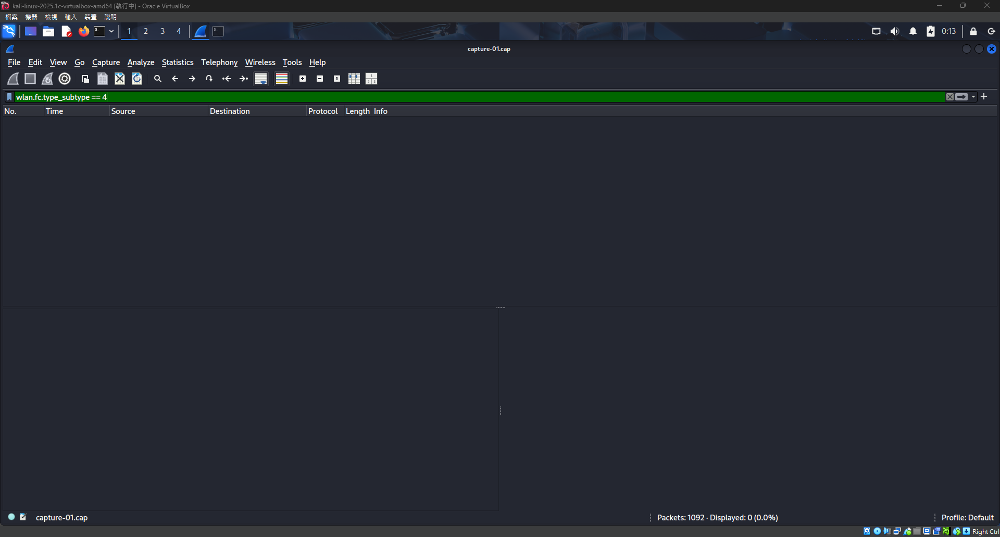 kali-linux-2025.1c-virtualbox-amd64 [執行中] - Oracle VirtualBox
檔案 機器 檢視 輸入 裝置 說明
1 2 3 4 0:13
capture-01.cap
File Edit View Go Capture Analyze Statistics Telephony Wireless Tools Help
wlan.fc.type_subtype == 4
No. Time Source Destination Protocol Length Info
capture-01.cap Packets: 1092 · Displayed: 0 (0.0%) Profile: Default
Right Ctrl